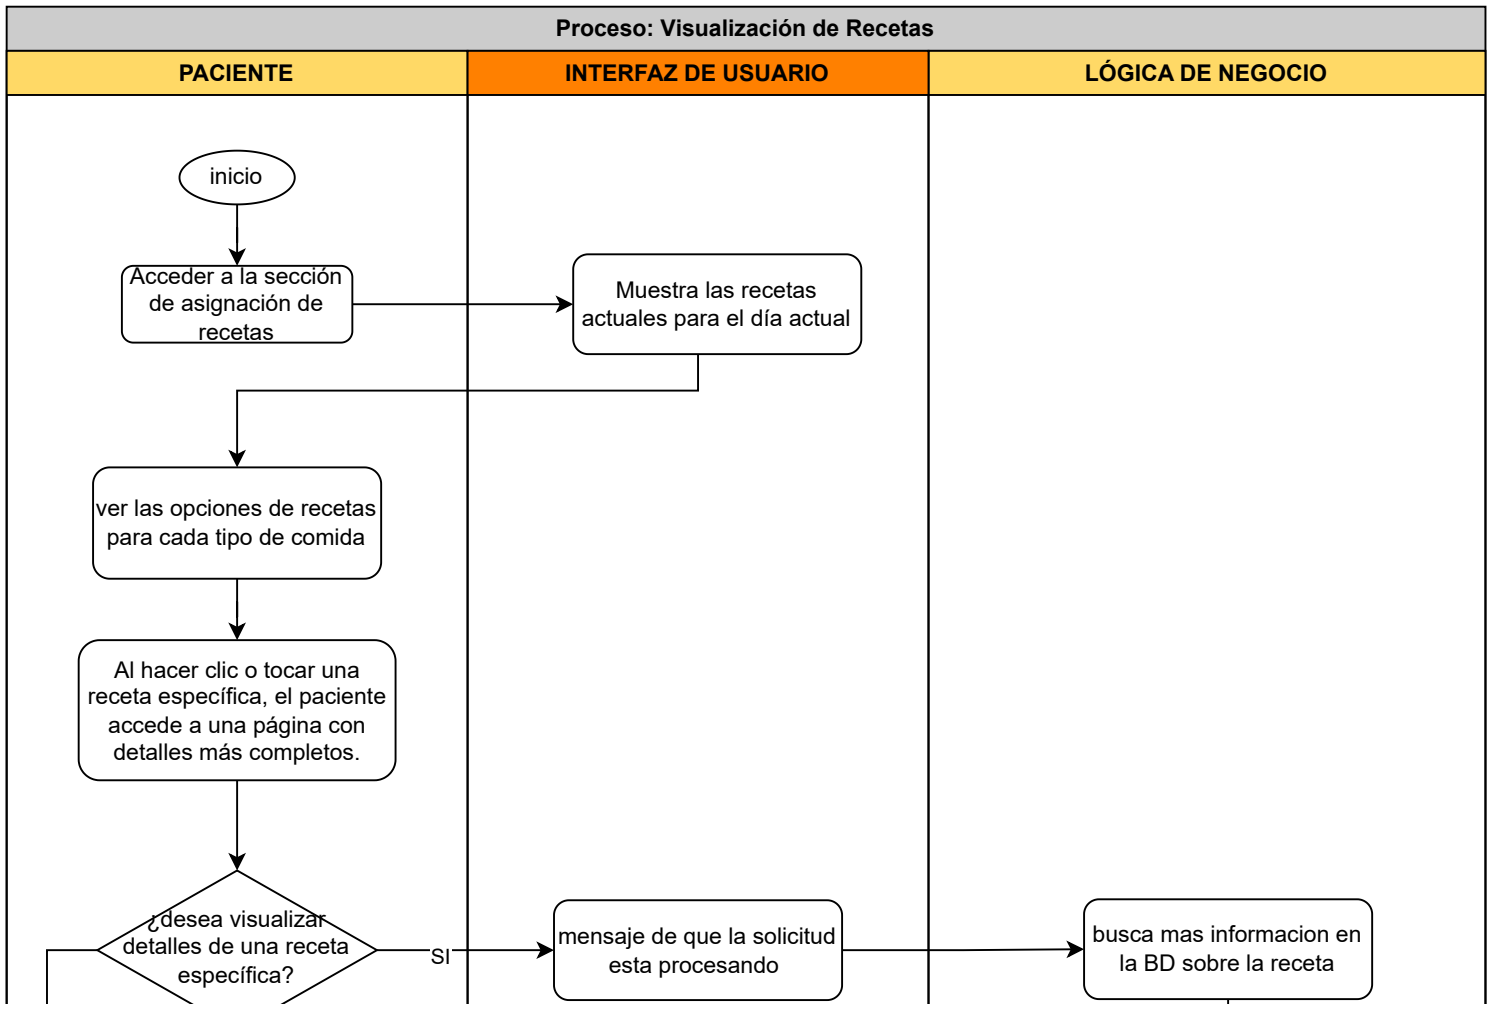 Proceso: Visualización de Recetas
PACIENTE
INTERFAZ DE USUARIO
LÓGICA DE NEGOCIO
inicio
Acceder a la sección
de asignación de
recetas
Muestra las recetas
actuales para el día actual
ver las opciones de recetas
para cada tipo de comida
Al hacer clic o tocar una
receta específica, el paciente
accede a una página con
detalles más completos.
¿desea visualizar
detalles de una receta
específica?
SI
mensaje de que la solicitud
esta procesando
busca mas informacion en
la BD sobre la receta